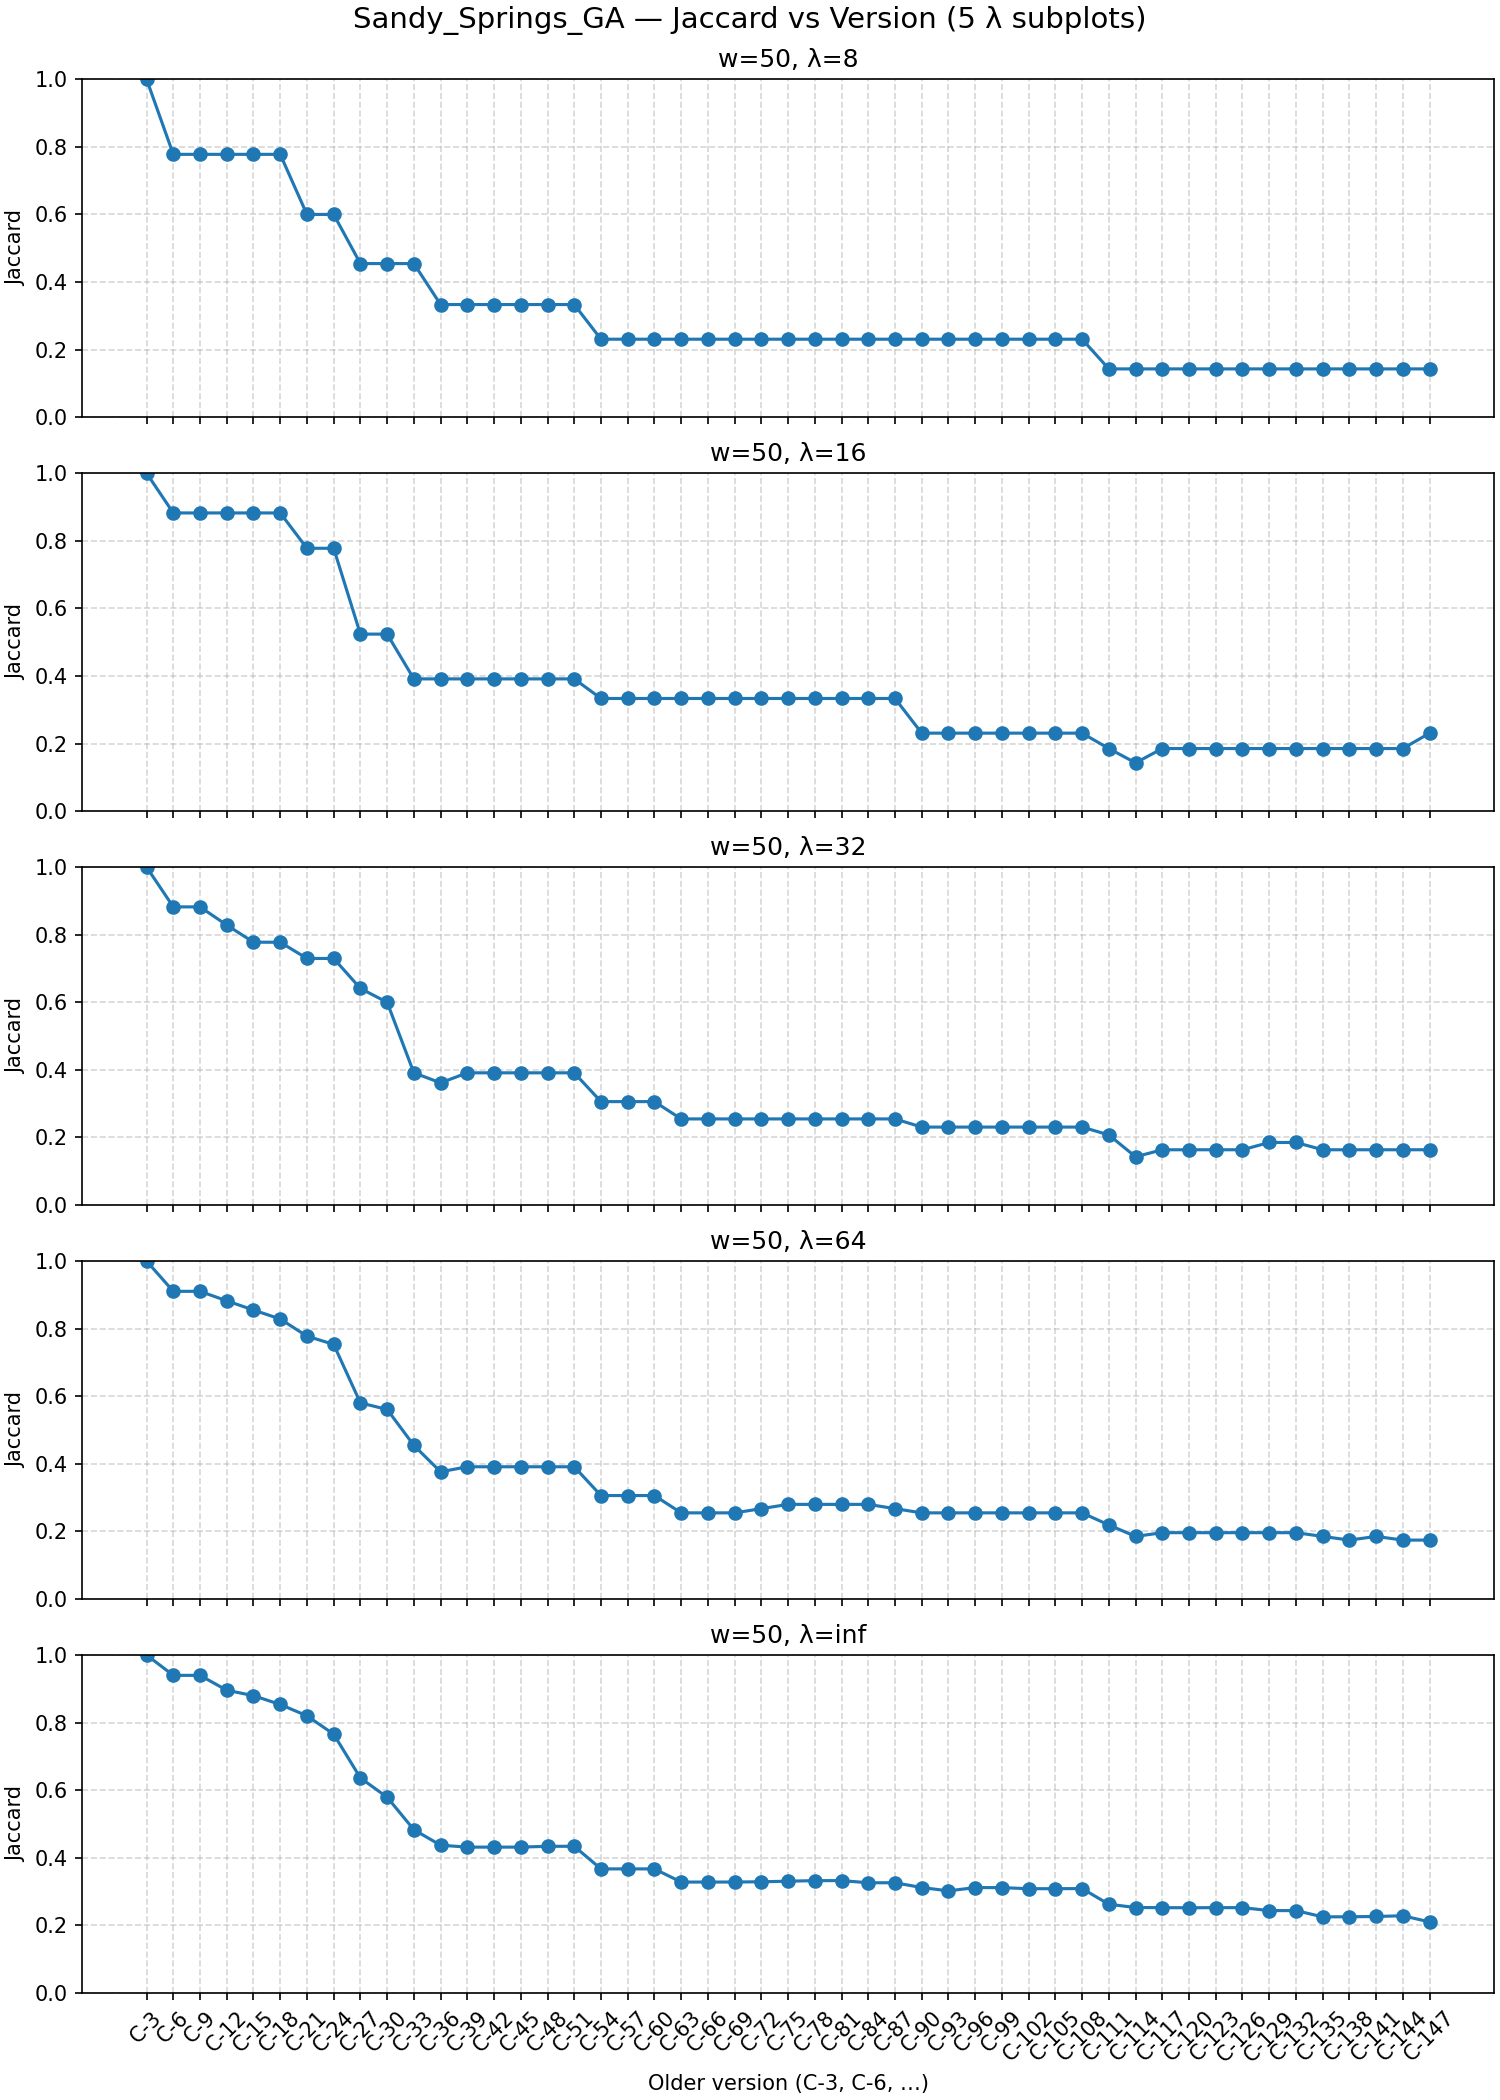 Sandy_Springs_GA — Jaccard vs Version (5 λ subplots)
w=50, λ=8
1.0
0.8
0.6
0.4
0.2
0.0
Jaccard
w=50, λ=16
1.0
0.8
0.6
0.4
0.2
0.0
Jaccard
w=50, λ=32
1.0
0.8
0.6
0.4
0.2
0.0
Jaccard
w=50, λ=64
1.0
0.8
0.6
0.4
0.2
0.0
Jaccard
w=50, λ=inf
1.0
0.8
0.6
0.4
0.2
0.0
Jaccard
C-3 C-6 C-9 C-12 C-15 C-18 C-21 C-24 C-27 C-30 C-33 C-36 C-39 C-42 C-45 C-48 C-51 C-54 C-57 C-60 C-63 C-66 C-69 C-72 C-75 C-78 C-81 C-84 C-87 C-90 C-93 C-96 C-99 C-102 C-105 C-108 C-111 C-114 C-117 C-120 C-123 C-126 C-129 C-132 C-135 C-138 C-141 C-144 C-147
Older version (C-3, C-6, ...)